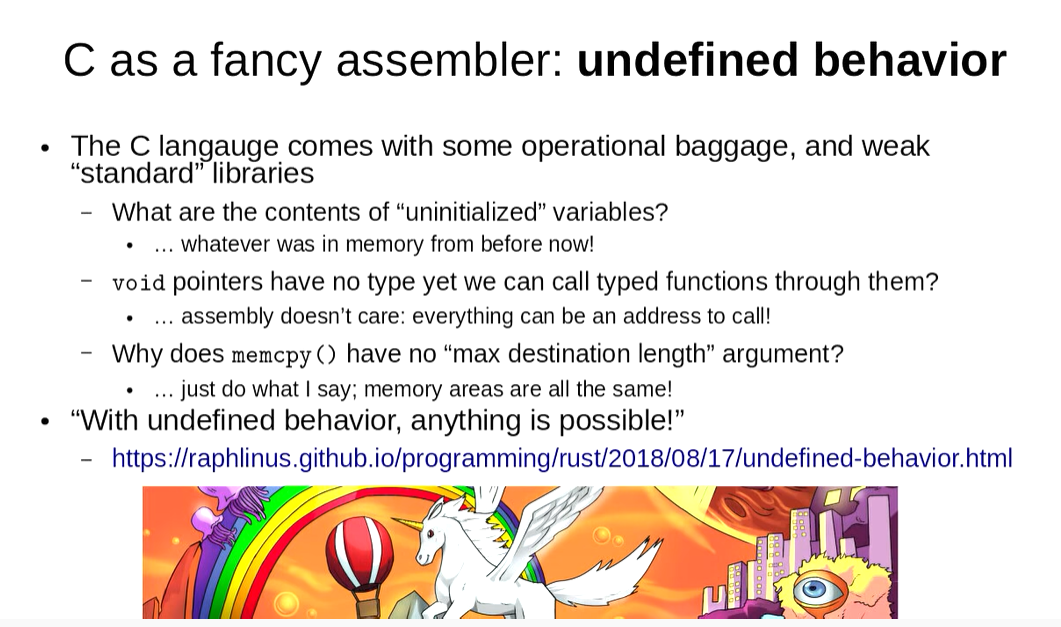 C as a fancy assembler: undefined behavior
• The C langauge comes with some operational baggage, and weak
“standard” libraries
– What are the contents of “uninitialized” variables?
• … whatever was in memory from before now!
– void pointers have no type yet we can call typed functions through them?
• … assembly doesn’t care: everything can be an address to call!
– Why does memcpy() have no “max destination length” argument?
• … just do what I say; memory areas are all the same!
• “With undefined behavior, anything is possible!”
– https://raphlinus.github.io/programming/rust/2018/08/17/undefined-behavior.html